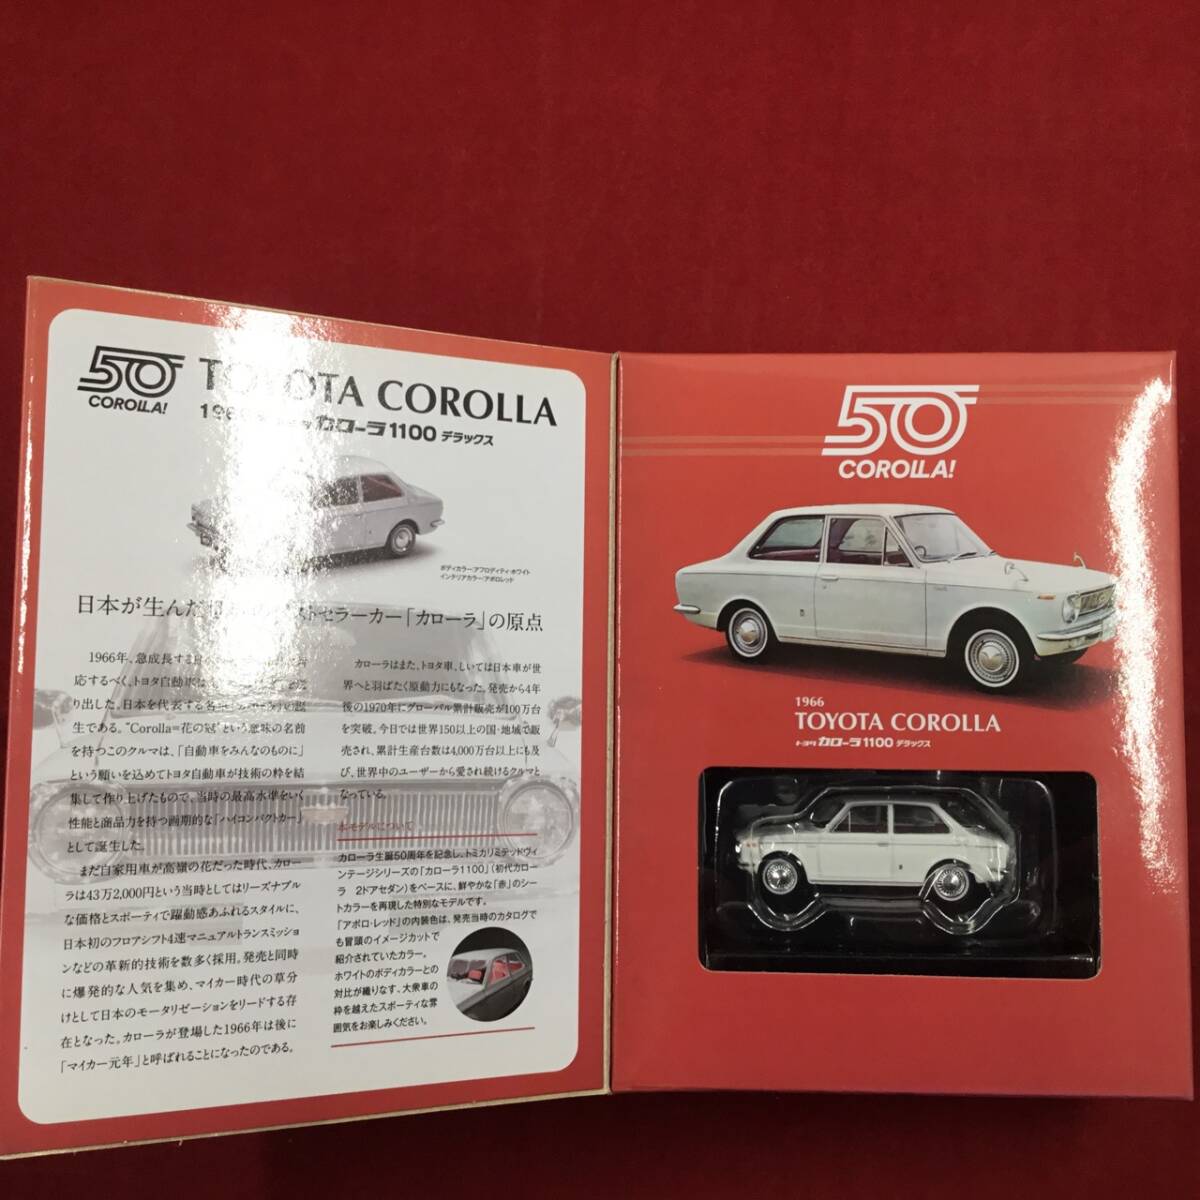 50
COROLLA!
TOYOTA COROLLA
カローラ1100 デラックス
ボディカラー:アフロディティ・ホワイト
インテリアカラー:アポロレッド
日本が生んだ セラーカー「カローラ」の原点
1966年、急成長する
応するべく、トヨタ自動車は
り出した。日本を代表する名車 の誕
生である。“Corolla=花の冠”という意味の名前
を持つこのクルマは、「自動車をみんなのものに」
という願いを込めてトヨタ自動車が技術の粋を結
集して作り上げたもので、当時の最高水準をいく
性能と商品力を持つ画期的な「ハイコンパクトカー」
として誕生した。
まだ自家用車が高嶺の花だった時代、カロー
ラは43万2,000円という当時としてはリーズナブル
な価格とスポーティで躍動感あふれるスタイルに、
日本初のフロアシフト4速マニュアルトランスミッショ
ンなどの革新的技術を数多く採用。発売と同時
に爆発的な人気を集め、マイカー時代の草分
けとして日本のモータリゼーションをリードする存
在となった。カローラが登場した1966年は後に
「マイカー元年」と呼ばれることになったのである。
カローラはまた、トヨタ車、しいては日本車が世
界へと羽ばたく原動力にもなった。発売から4年
後の1970年にグローバル累計販売が100万台
を突破。今日では世界150以上の国・地域で販
売され、累計生産台数は4,000万台以上にも及
び、世界中のユーザーから愛され続けるクルマと
なっている。
本モデルについて
カローラ生誕50周年を記念し、トミカリミテッドヴィ
ンテージシリーズの「カローラ1100」(初代カロー
ラ 2ドアセダン)をベースに、鮮やかな「赤」のシー
トカラーを再現した特別なモデルです。
「アポロ・レッド」の内装色は、発売当時のカタログで
も冒頭のイメージカットで
紹介されていたカラー。
ホワイトのボディカラーとの
対比が織りなす、大衆車の
枠を越えたスポーティな雰
囲気をお楽しみください。
50
COROLLA!
1966
TOYOTA COROLLA
トヨタ カローラ1100 デラックス